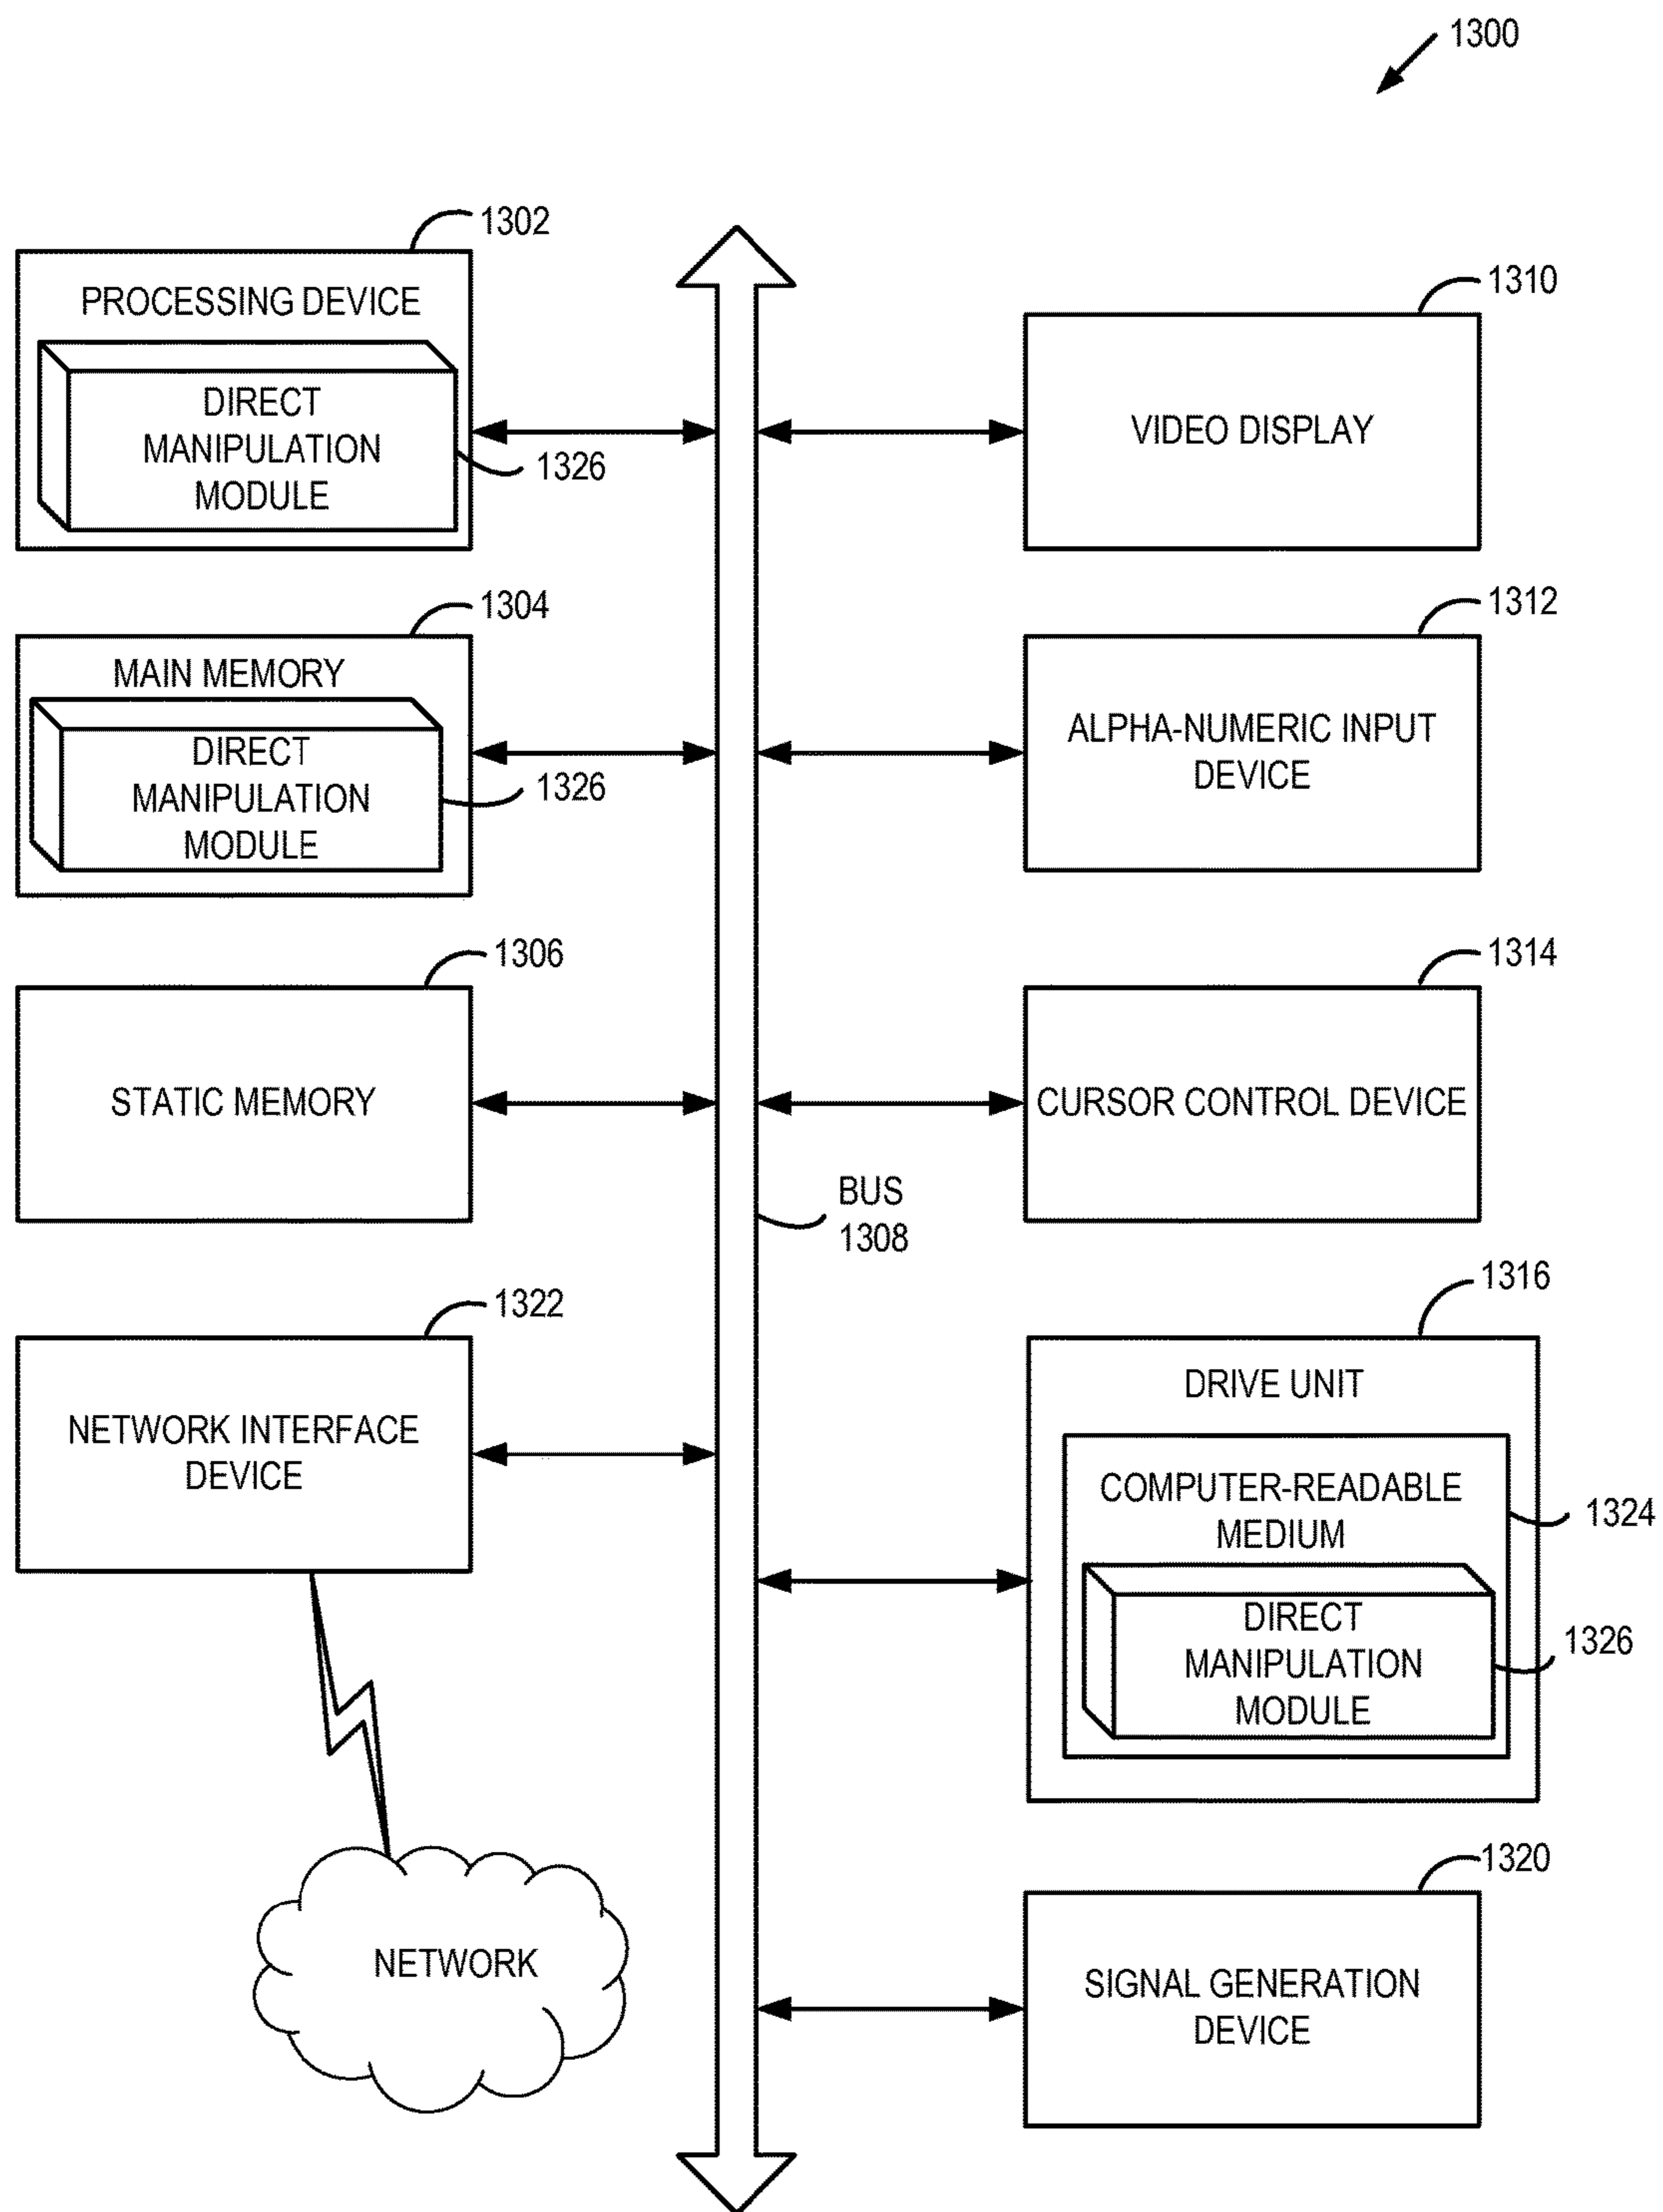 1300
1302
PROCESSING DEVICE
DIRECT
MANIPULATION
MODULE
1326
1304
MAIN MEMORY
DIRECT
MANIPULATION
MODULE
1326
1306
STATIC MEMORY
1322
NETWORK INTERFACE
DEVICE
NETWORK
BUS
1308
1310
VIDEO DISPLAY
1312
ALPHA-NUMERIC INPUT
DEVICE
1314
CURSOR CONTROL DEVICE
1316
DRIVE UNIT
COMPUTER-READABLE
MEDIUM
1324
DIRECT
MANIPULATION
MODULE
1326
1320
SIGNAL GENERATION
DEVICE